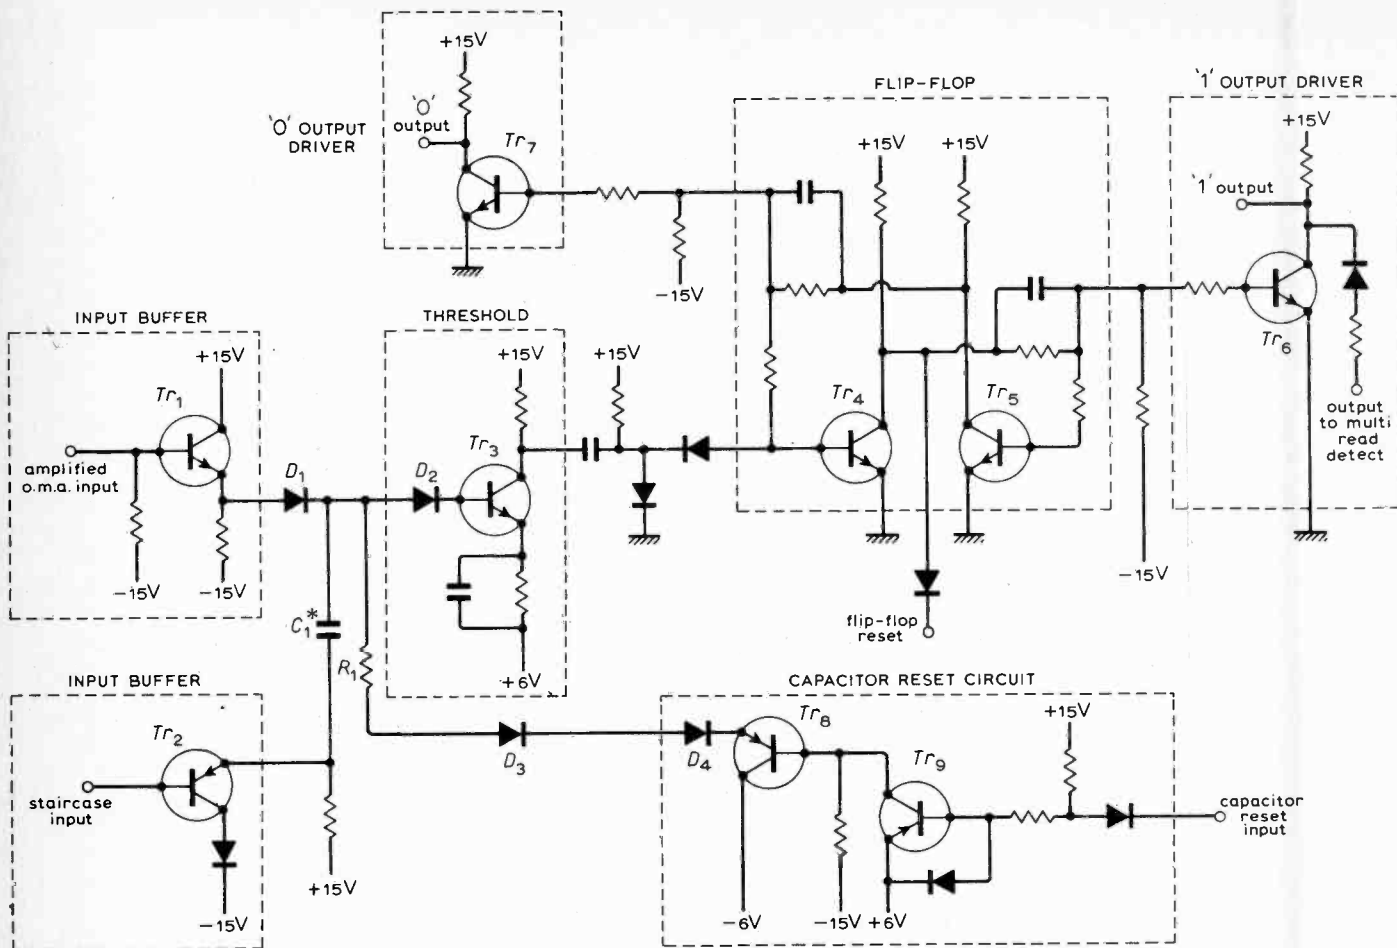 +15V
'O'
output
'O' OUTPUT
DRIVER
Tr7
−15V
FLIP-FLOP
+15V
+15V
Tr4
Tr5
flip-flop
reset
'1' OUTPUT DRIVER
+15V
'1' output
Tr6
output
to multi
read
detect
−15V
INPUT BUFFER
+15V
Tr1
amplified
o.m.a. input
−15V
−15V
D1
THRESHOLD
+15V
+15V
D2
Tr3
+6V
C1*
R1
INPUT BUFFER
Tr2
staircase
input
−15V
+15V
D3
CAPACITOR RESET CIRCUIT
D4
Tr8
Tr9
+15V
capacitor
reset
input
−6V
−15V
+6V